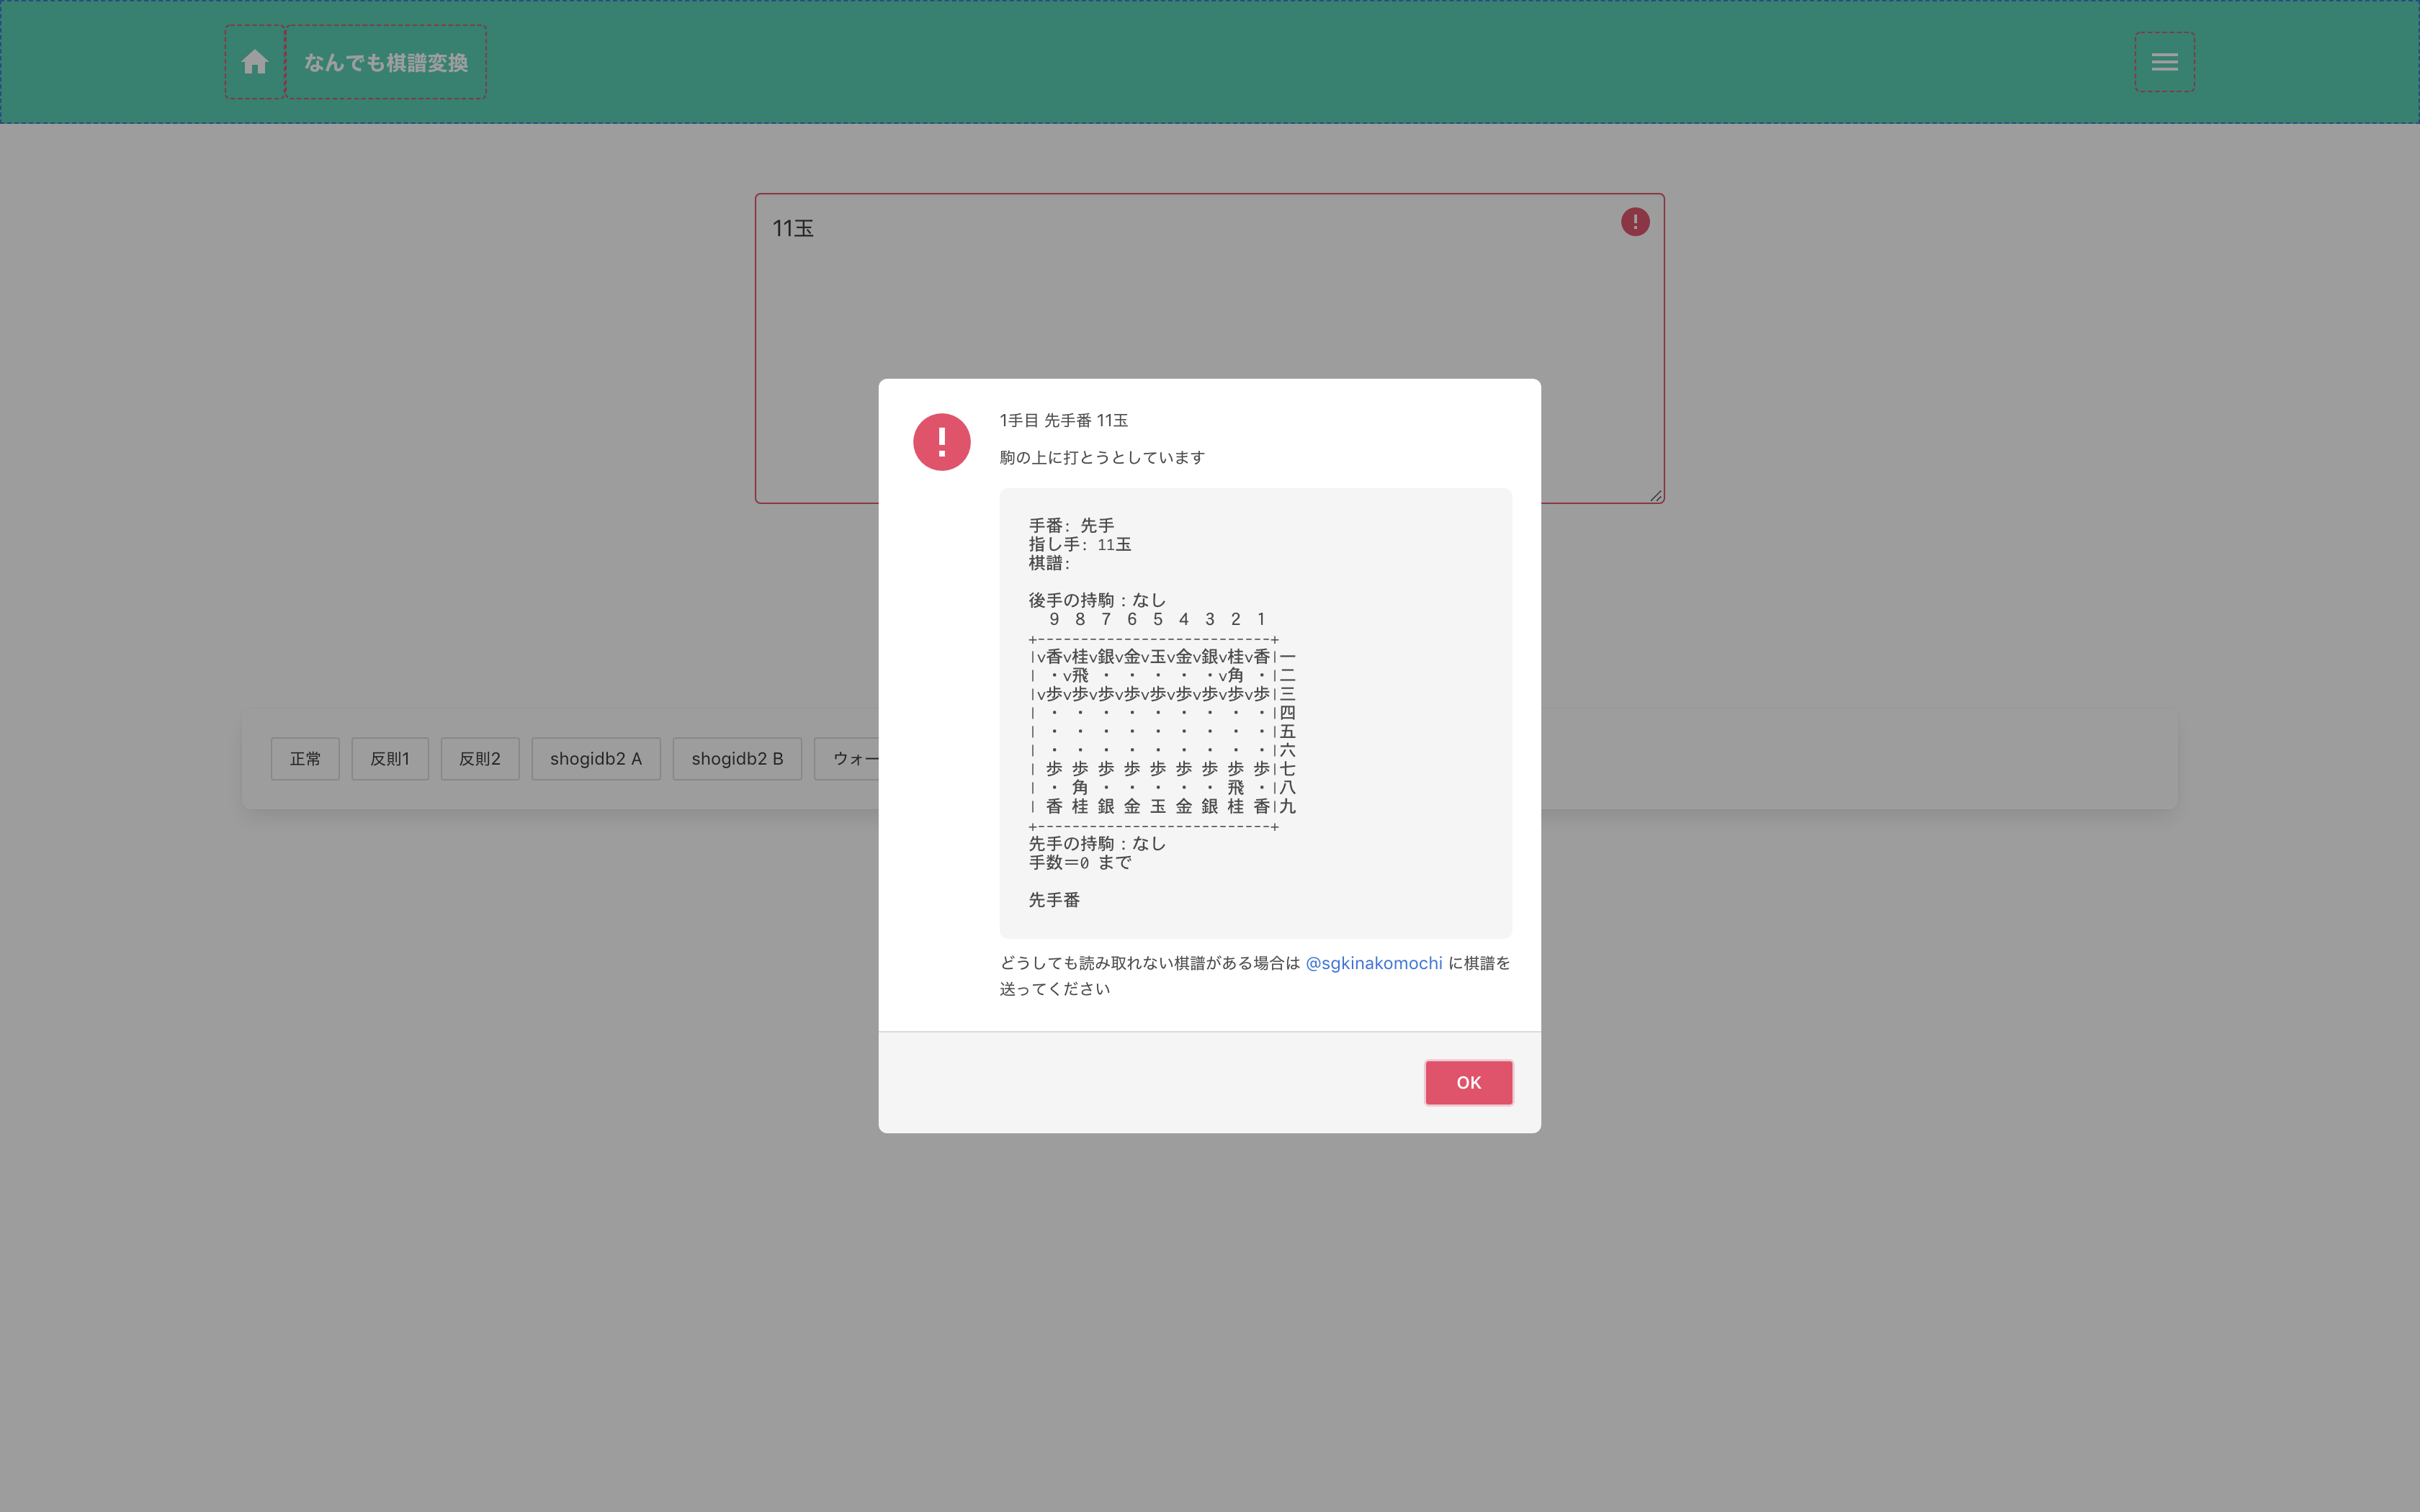 なんでも棋譜変換
11玉
1手目 先手番 11玉
駒の上に打とうとしています
手番: 先手
指し手: 11玉
棋譜:
後手の持駒：なし
９ ８ ７ ６ ５ ４ ３ ２ １
+---------------------------+
|v香v桂v銀v金v玉v金v銀v桂v香|一
| ・v飛 ・ ・ ・ ・ ・v角 ・|二
|v歩v歩v歩v歩v歩v歩v歩v歩v歩|三
| ・ ・ ・ ・ ・ ・ ・ ・ ・|四
| ・ ・ ・ ・ ・ ・ ・ ・ ・|五
| ・ ・ ・ ・ ・ ・ ・ ・ ・|六
| 歩 歩 歩 歩 歩 歩 歩 歩 歩|七
| ・ 角 ・ ・ ・ ・ ・ 飛 ・|八
| 香 桂 銀 金 玉 金 銀 桂 香|九
+---------------------------+
先手の持駒：なし
手数＝0 まで
先手番
どうしても読み取れない棋譜がある場合は @sgkinakomochi に棋譜を
送ってください
OK
正常 反則1 反則2 shogidb2 A shogidb2 B ウォー